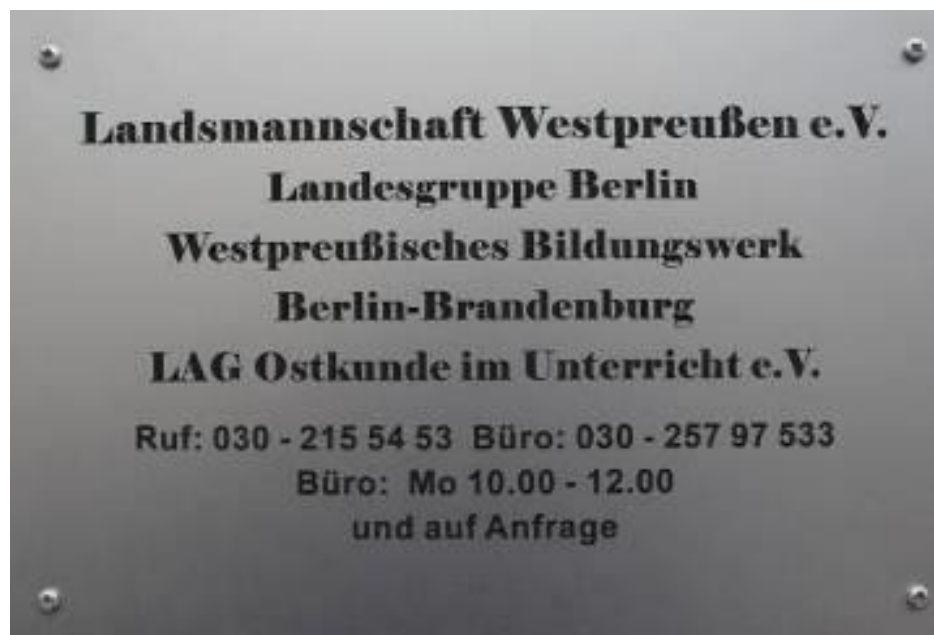 Landsmannschaft Westpreußen e.V.
Landesgruppe Berlin
Westpreußisches Bildungswerk
Berlin-Brandenburg
LAG Ostkunde im Unterricht e.V.
Ruf: 030 - 215 54 53 Büro: 030 - 257 97 533
Büro: Mo 10.00 - 12.00
und auf Anfrage